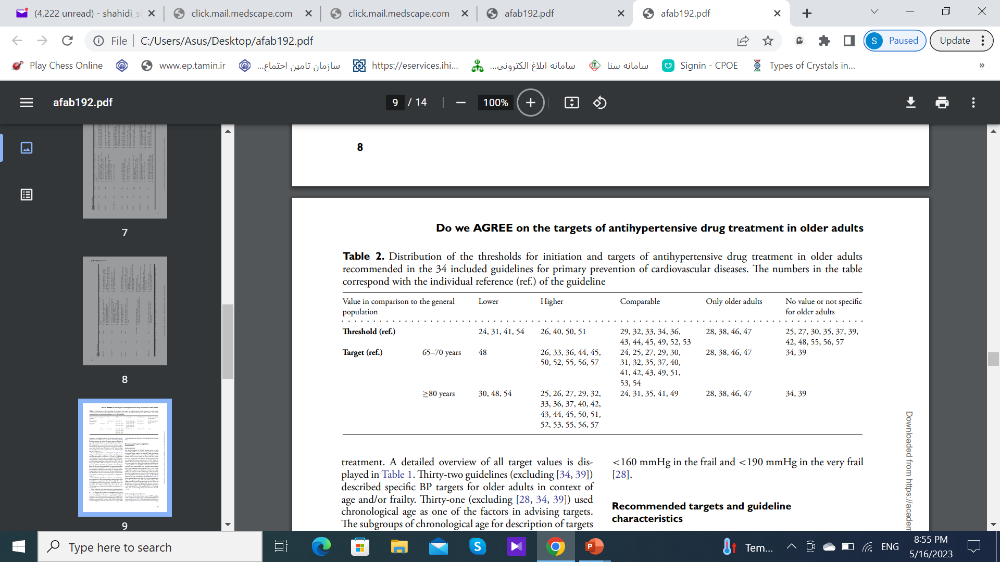 (4,222 unread) - shahidi_s
click.mail.medscape.com
click.mail.medscape.com
afab192.pdf
afab192.pdf
File
C:/Users/Asus/Desktop/afab192.pdf
S
Paused
Update
Play Chess Online
www.ep.tamin.ir
سازمان تامین اجتماع...
https://eservices.ihi...
سامانه ابلاغ الکترونی...
سامانه سنا
Signin - CPOE
Types of Crystals in...
»
afab192.pdf
9 / 14
100%
7
8
9
8
Do we AGREE on the targets of antihypertensive drug treatment in older adults
Table 2. Distribution of the thresholds for initiation and targets of antihypertensive drug treatment in older adults
recommended in the 34 included guidelines for primary prevention of cardiovascular diseases. The numbers in the table
correspond with the individual reference (ref.) of the guideline
Value in comparison to the general Lower Higher Comparable Only older adults No value or not specific
population for older adults
Threshold (ref.) 24, 31, 41, 54 26, 40, 50, 51 29, 32, 33, 34, 36, 28, 38, 46, 47 25, 27, 30, 35, 37, 39,
43, 44, 45, 49, 52, 53 42, 48, 55, 56, 57
Target (ref.) 65–70 years 48 26, 33, 36, 44, 45, 24, 25, 27, 29, 30, 28, 38, 46, 47 34, 39
50, 52, 55, 56, 57 31, 32, 35, 37, 40,
41, 42, 43, 49, 51,
53, 54
≥80 years 30, 48, 54 25, 26, 27, 29, 32, 24, 31, 35, 41, 49 28, 38, 46, 47 34, 39
33, 36, 37, 40, 42,
43, 44, 45, 50, 51,
52, 53, 55, 56, 57
treatment. A detailed overview of all target values is dis-
played in Table 1. Thirty-two guidelines (excluding [34, 39])
described specific BP targets for older adults in context of
age and/or frailty. Thirty-one (excluding [28, 34, 39]) used
chronological age as one of the factors in advising targets.
The subgroups of chronological age for description of targets
<160 mmHg in the frail and <190 mmHg in the very frail
[28].
Recommended targets and guideline
characteristics
Downloaded from https://academ
Type here to search
Tem...
ENG
8:55 PM
5/16/2023